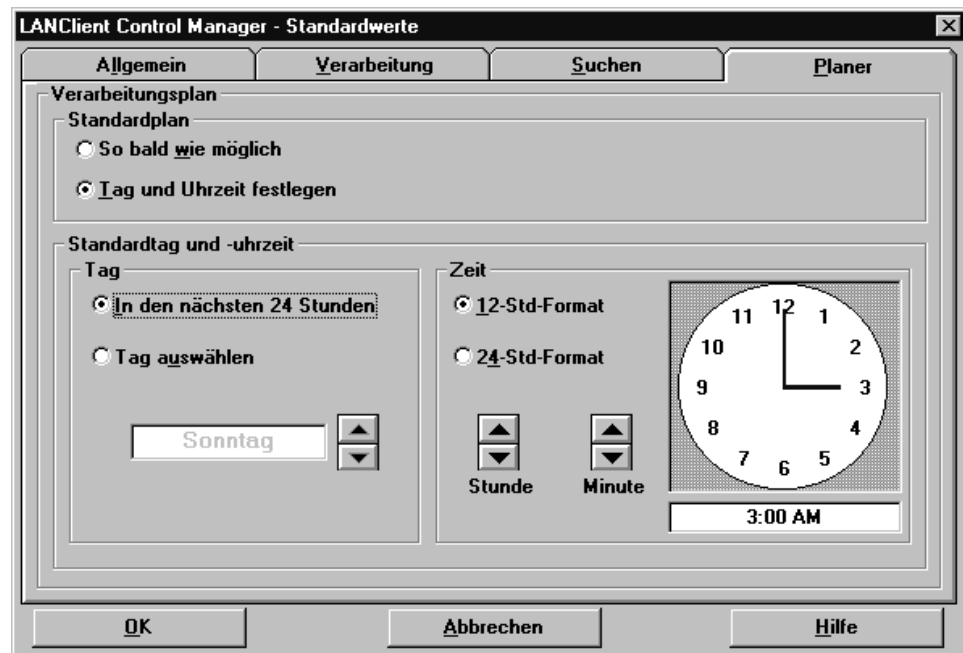 LANClient Control Manager - Standardwerte
Allgemein
Verarbeitung
Suchen
Planer
Verarbeitungsplan
Standardplan
So bald wie möglich
Tag und Uhrzeit festlegen
Standardtag und -uhrzeit
Tag
In den nächsten 24 Stunden
Tag auswählen
Sonntag
Zeit
12-Std-Format
24-Std-Format
Stunde
Minute
12
1
2
3
4
5
6
7
8
9
10
11
3:00 AM
OK
Abbrechen
Hilfe